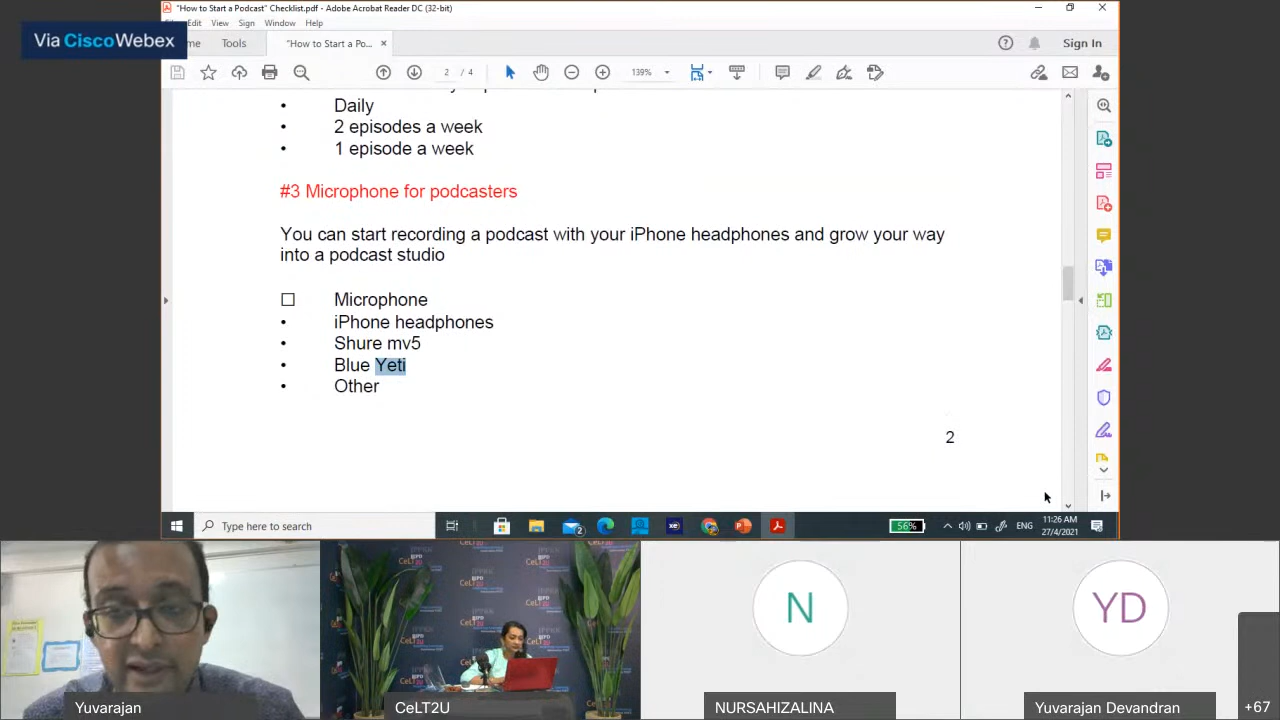 "How to Start a Podcast" Checklist.pdf - Adobe Acrobat Reader DC (32-bit)
Edit View Sign Window Help
Via CiscoWebex
Tools
"How to Start a Po...
Sign In
2 / 4
139%
Daily
2 episodes a week
1 episode a week
#3 Microphone for podcasters
You can start recording a podcast with your iPhone headphones and grow your way
into a podcast studio
☐ Microphone
• iPhone headphones
• Shure mv5
• Blue Yeti
• Other
2
Type here to search
2
xe
56%
ENG
11:26 AM
27/4/2021
CeLT2U
N
YD
Yuvarajan
CeLT2U
NURSAHIZALINA
Yuvarajan Devandran
+67